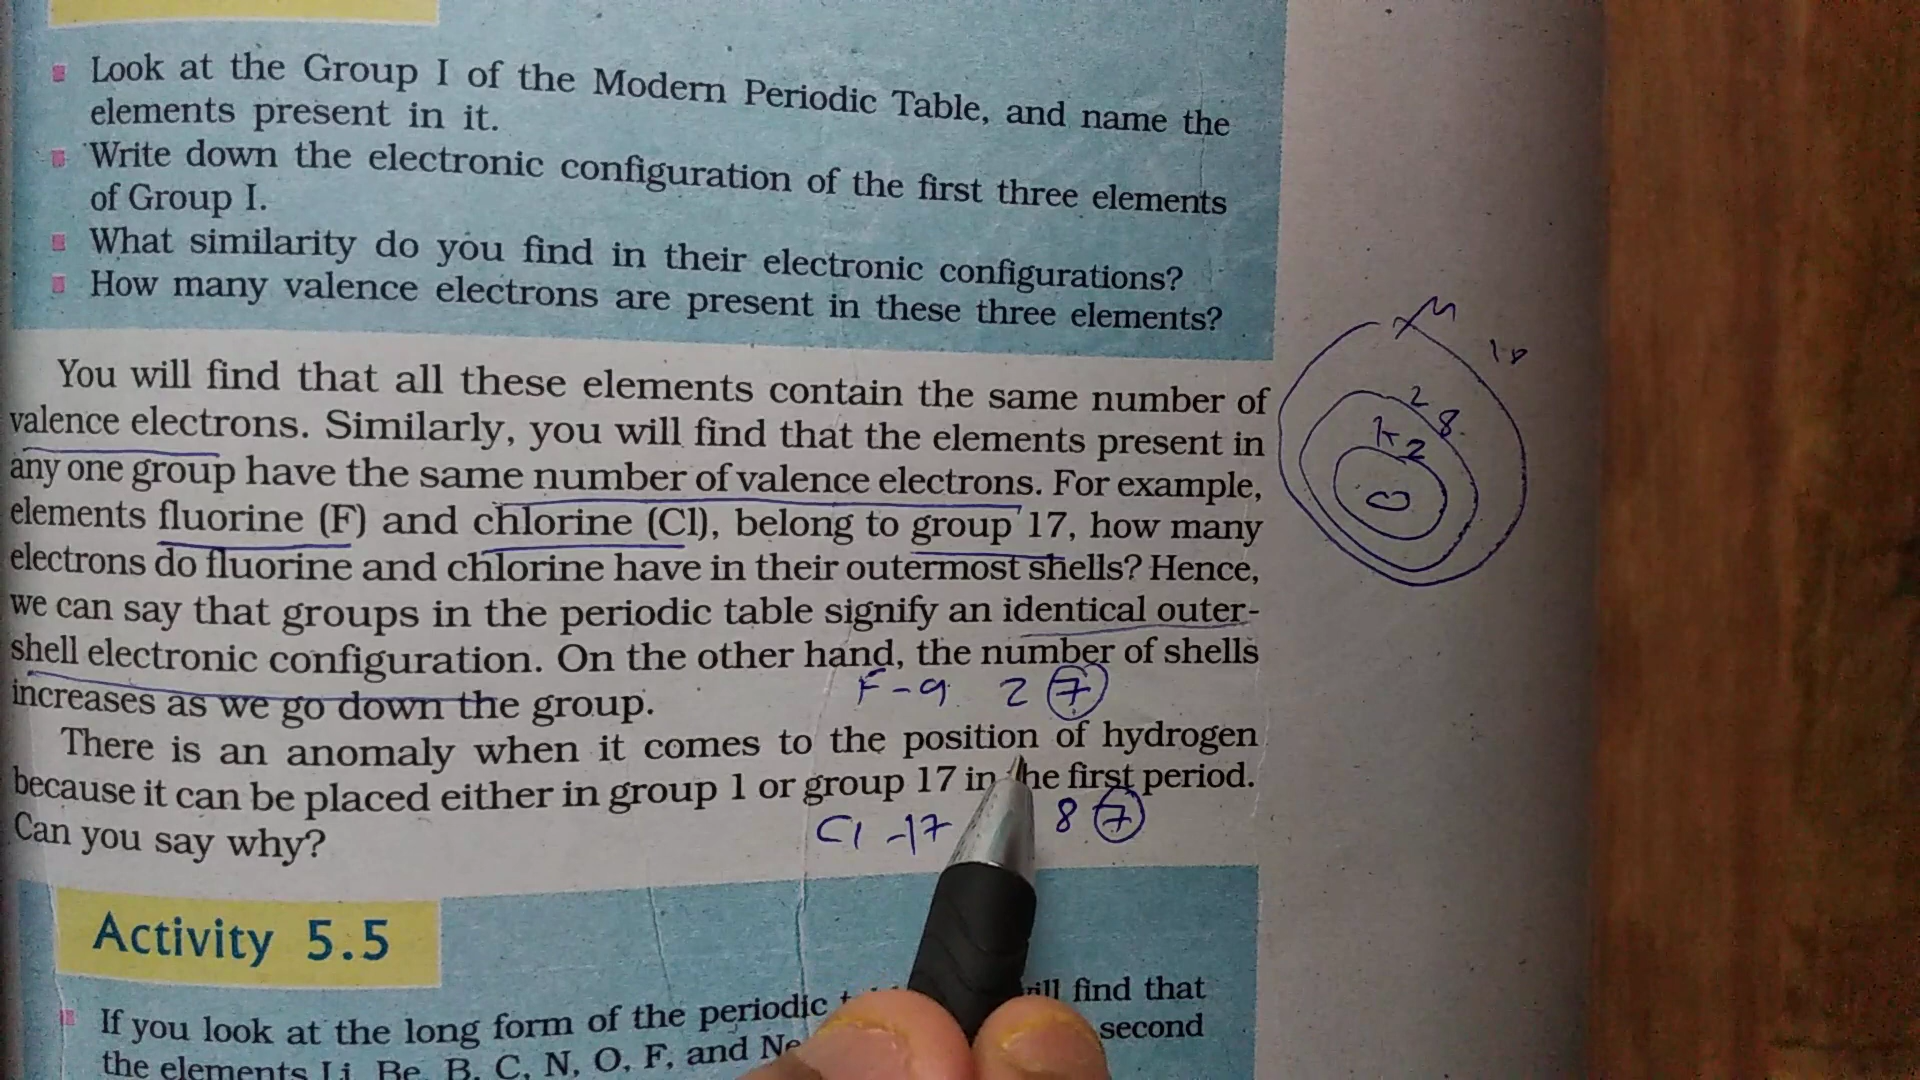 Look at the Group I of the Modern Periodic Table, and name the
elements present in it.
Write down the electronic configuration of the first three elements
of Group I.
What similarity do you find in their electronic configurations?
How many valence electrons are present in these three elements?
You will find that all these elements contain the same number of
valence electrons. Similarly, you will find that the elements present in
any one group have the same number of valence electrons. For example,
elements fluorine (F) and chlorine (Cl), belong to group 17, how many
electrons do fluorine and chlorine have in their outermost shells? Hence,
we can say that groups in the periodic table signify an identical outer-
shell electronic configuration. On the other hand, the number of shells
increases as we go down the group.
F-9 2 7
There is an anomaly when it comes to the position of hydrogen
because it can be placed either in group 1 or group 17 in the first period.
Can you say why?
Cl -17 8 7
2
8
K 2
Activity 5.5
If you look at the long form of the periodic find that
the elements Li, Be, B, C, N, O, F, and Ne second